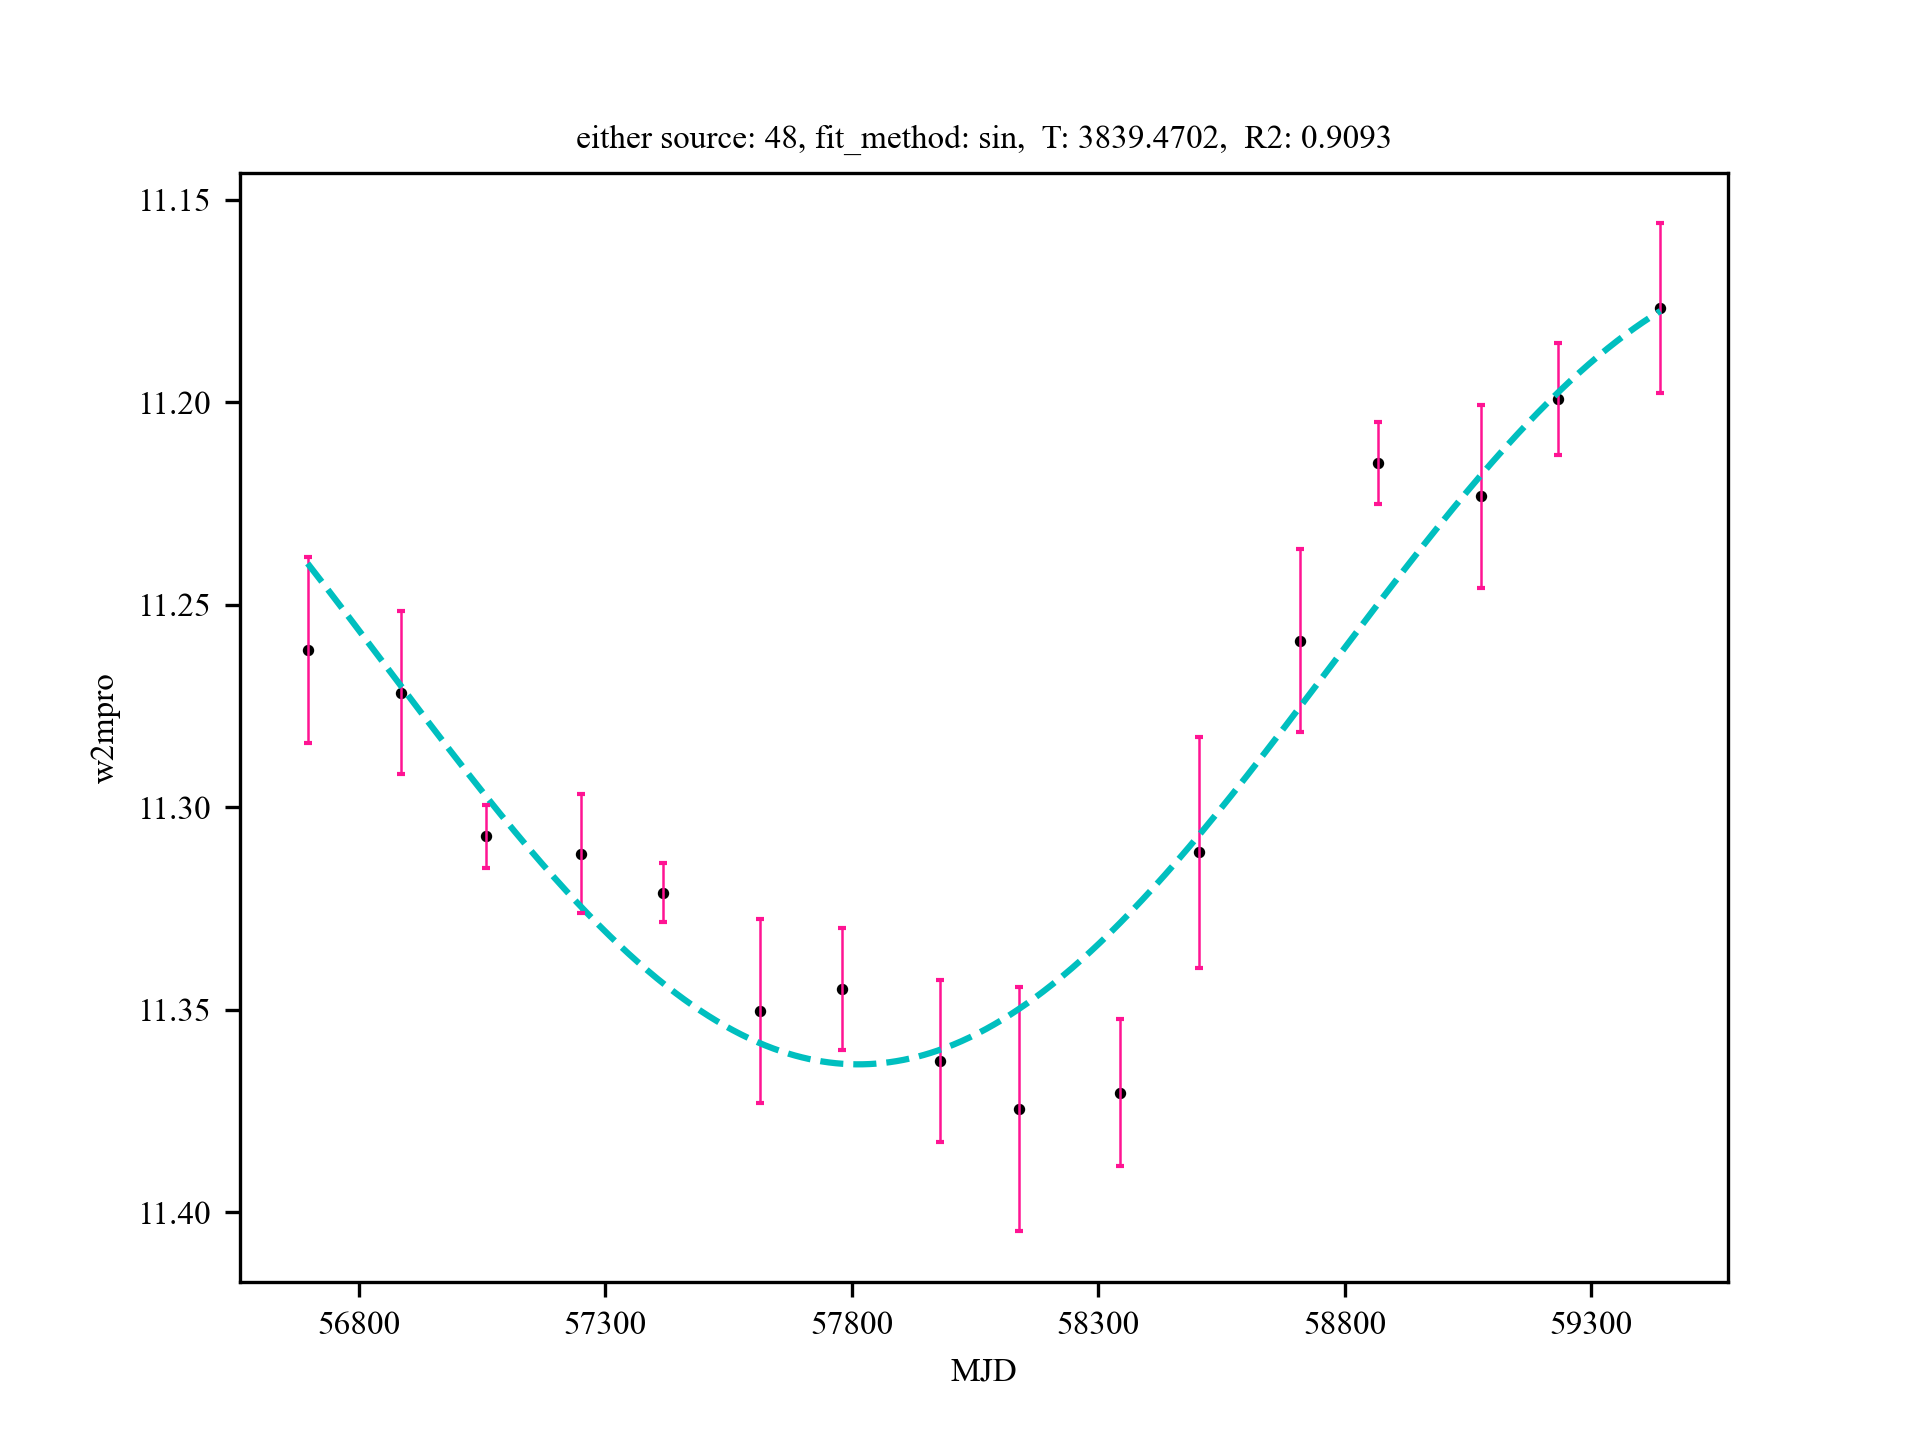 either source: 48, fit_method: sin,  T: 3839.4702,  R2: 0.9093
11.15
11.20
11.25
11.30
11.35
11.40
w2mpro
56800 57300 57800 58300 58800 59300
MJD